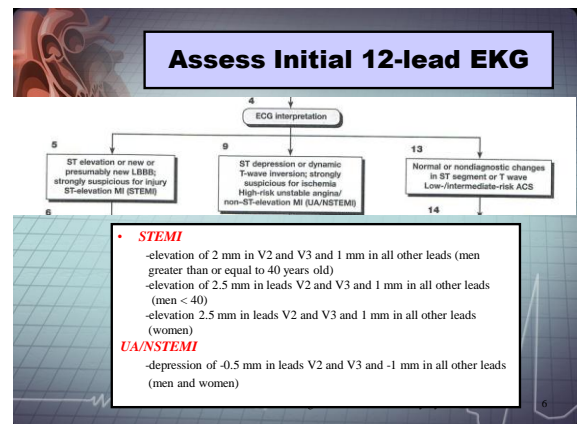 Assess Initial 12-lead EKG
4
ECG interpretation
5
ST elevation or new or
presumably new LBBB;
strongly suspicious for injury
ST-elevation MI (STEMI)
9
ST depression or dynamic
T-wave inversion; strongly
suspicious for ischemia
High-risk unstable angina/
non–ST-elevation MI (UA/NSTEMI)
13
Normal or nondiagnostic changes
in ST segment or T wave
Low-/intermediate-risk ACS
6
14
• STEMI
-elevation of 2 mm in V2 and V3 and 1 mm in all other leads (men
greater than or equal to 40 years old)
-elevation of 2.5 mm in leads V2 and V3 and 1 mm in all other leads
(men < 40)
-elevation 2.5 mm in leads V2 and V3 and 1 mm in all other leads
(women)
UA/NSTEMI
-depression of -0.5 mm in leads V2 and V3 and -1 mm in all other leads
(men and women)
6